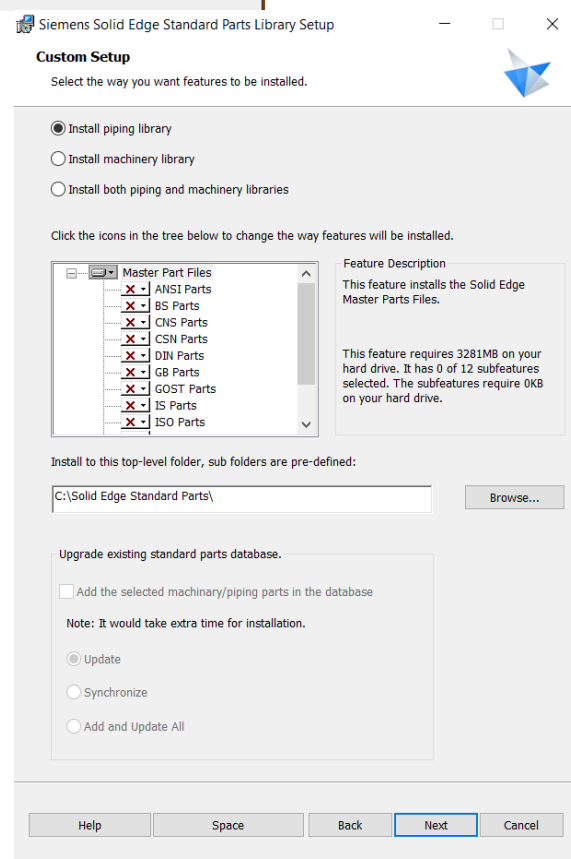 Siemens Solid Edge Standard Parts Library Setup
Custom Setup
Select the way you want features to be installed.
Install piping library
Install machinery library
Install both piping and machinery libraries
Click the icons in the tree below to change the way features will be installed.
Master Part Files
ANSI Parts
BS Parts
CNS Parts
CSN Parts
DIN Parts
GB Parts
GOST Parts
IS Parts
ISO Parts
Feature Description
This feature installs the Solid Edge
Master Parts Files.
This feature requires 3281MB on your
hard drive. It has 0 of 12 subfeatures
selected. The subfeatures require 0KB
on your hard drive.
Install to this top-level folder, sub folders are pre-defined:
C:\Solid Edge Standard Parts\
Browse...
Upgrade existing standard parts database.
Add the selected machinary/piping parts in the database
Note: It would take extra time for installation.
Update
Synchronize
Add and Update All
Help
Space
Back
Next
Cancel